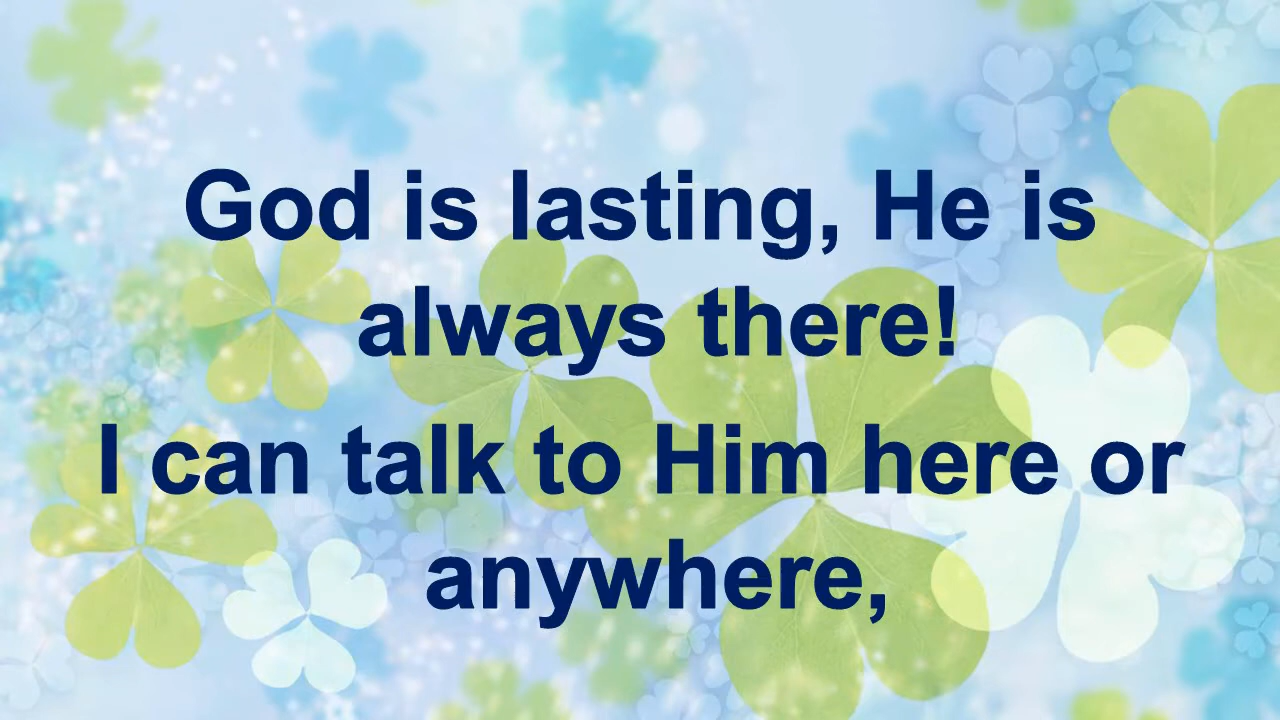 God is lasting, He is
always there!
I can talk to Him here or
anywhere,